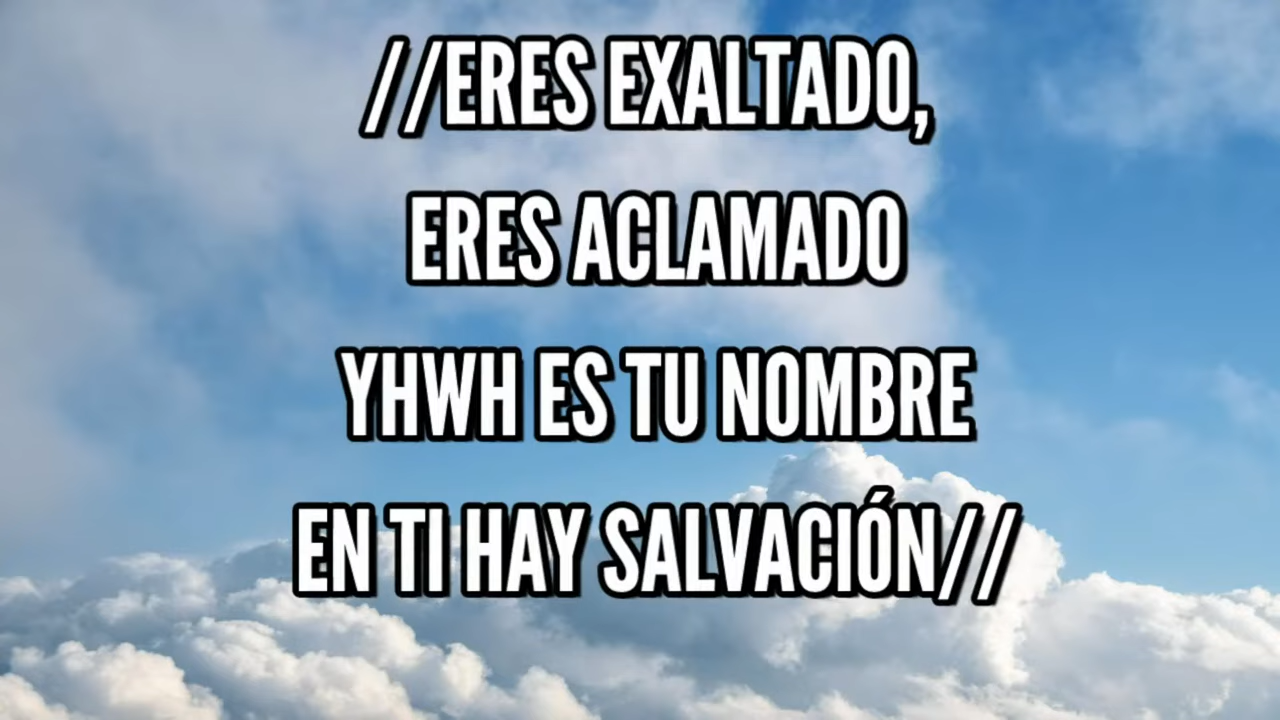 //ERES EXALTADO,
ERES ACLAMADO
YHWH ES TU NOMBRE
EN TI HAY SALVACIÓN//